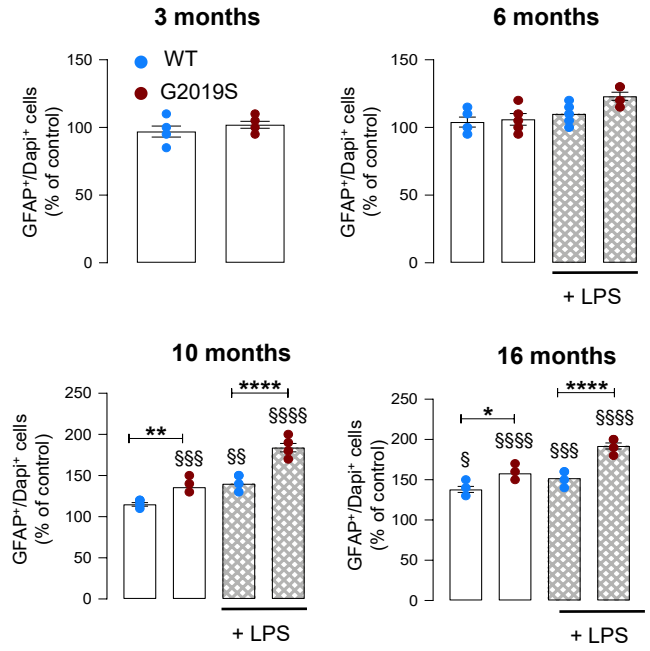 3 months
GFAP⁺/Dapi⁺ cells
(% of control)
150
100
50
0
WT
G2019S
6 months
GFAP⁺/Dapi⁺ cells
(% of control)
150
100
50
0
+ LPS
10 months
GFAP⁺/Dapi⁺ cells
(% of control)
250
200
150
100
50
0
**
****
§§§
§§
§§§§
+ LPS
16 months
GFAP⁺/Dapi⁺ cells
(% of control)
250
200
150
100
50
0
*
****
§
§§§§
§§§
§§§§
+ LPS